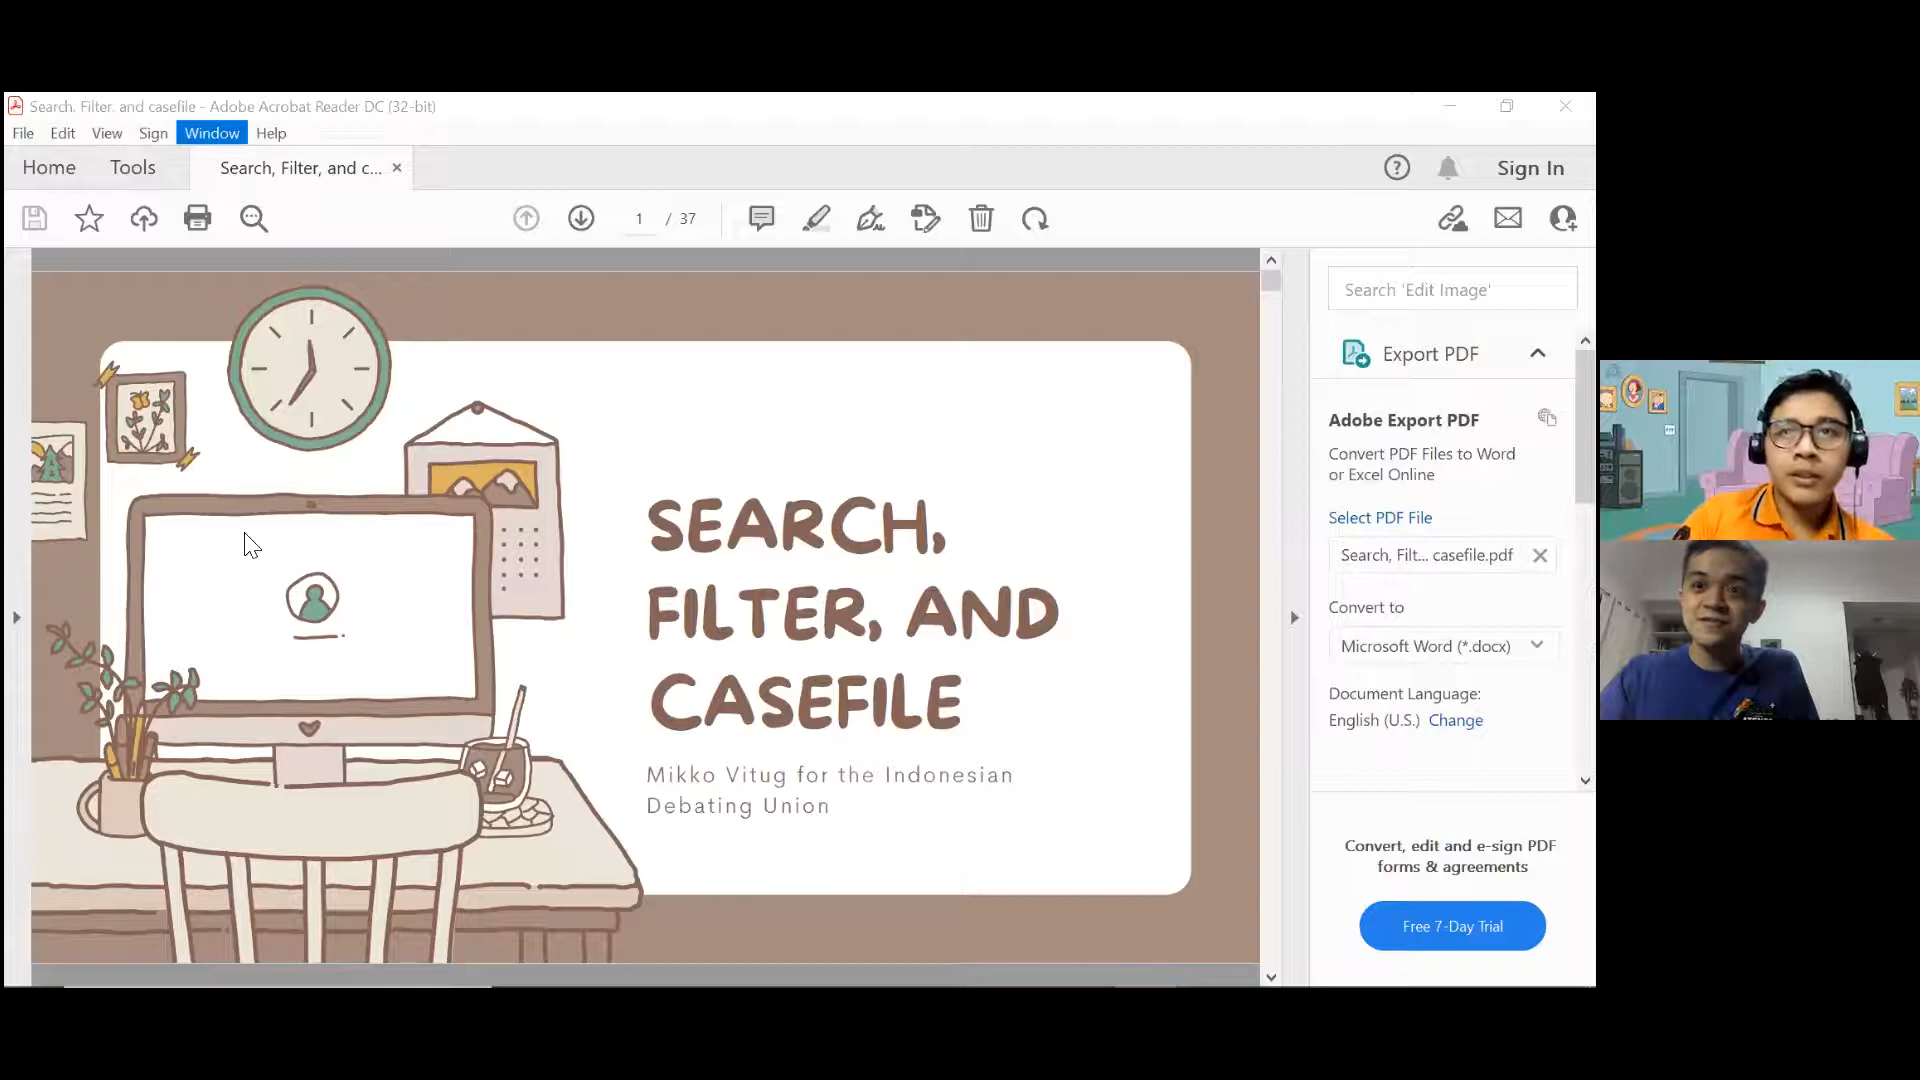 Search, Filter, and casefile - Adobe Acrobat Reader DC (32-bit)
File Edit View Sign Window Help
Home Tools Search, Filter, and c... Sign In
1 / 37
SEARCH,
FILTER, AND
CASEFILE
Mikko Vitug for the Indonesian
Debating Union
Search 'Edit Image'
Export PDF
Adobe Export PDF
Convert PDF Files to Word
or Excel Online
Select PDF File
Search, Filt... casefile.pdf
Convert to
Microsoft Word (*.docx)
Document Language:
English (U.S.) Change
Convert, edit and e-sign PDF
forms & agreements
Free 7-Day Trial